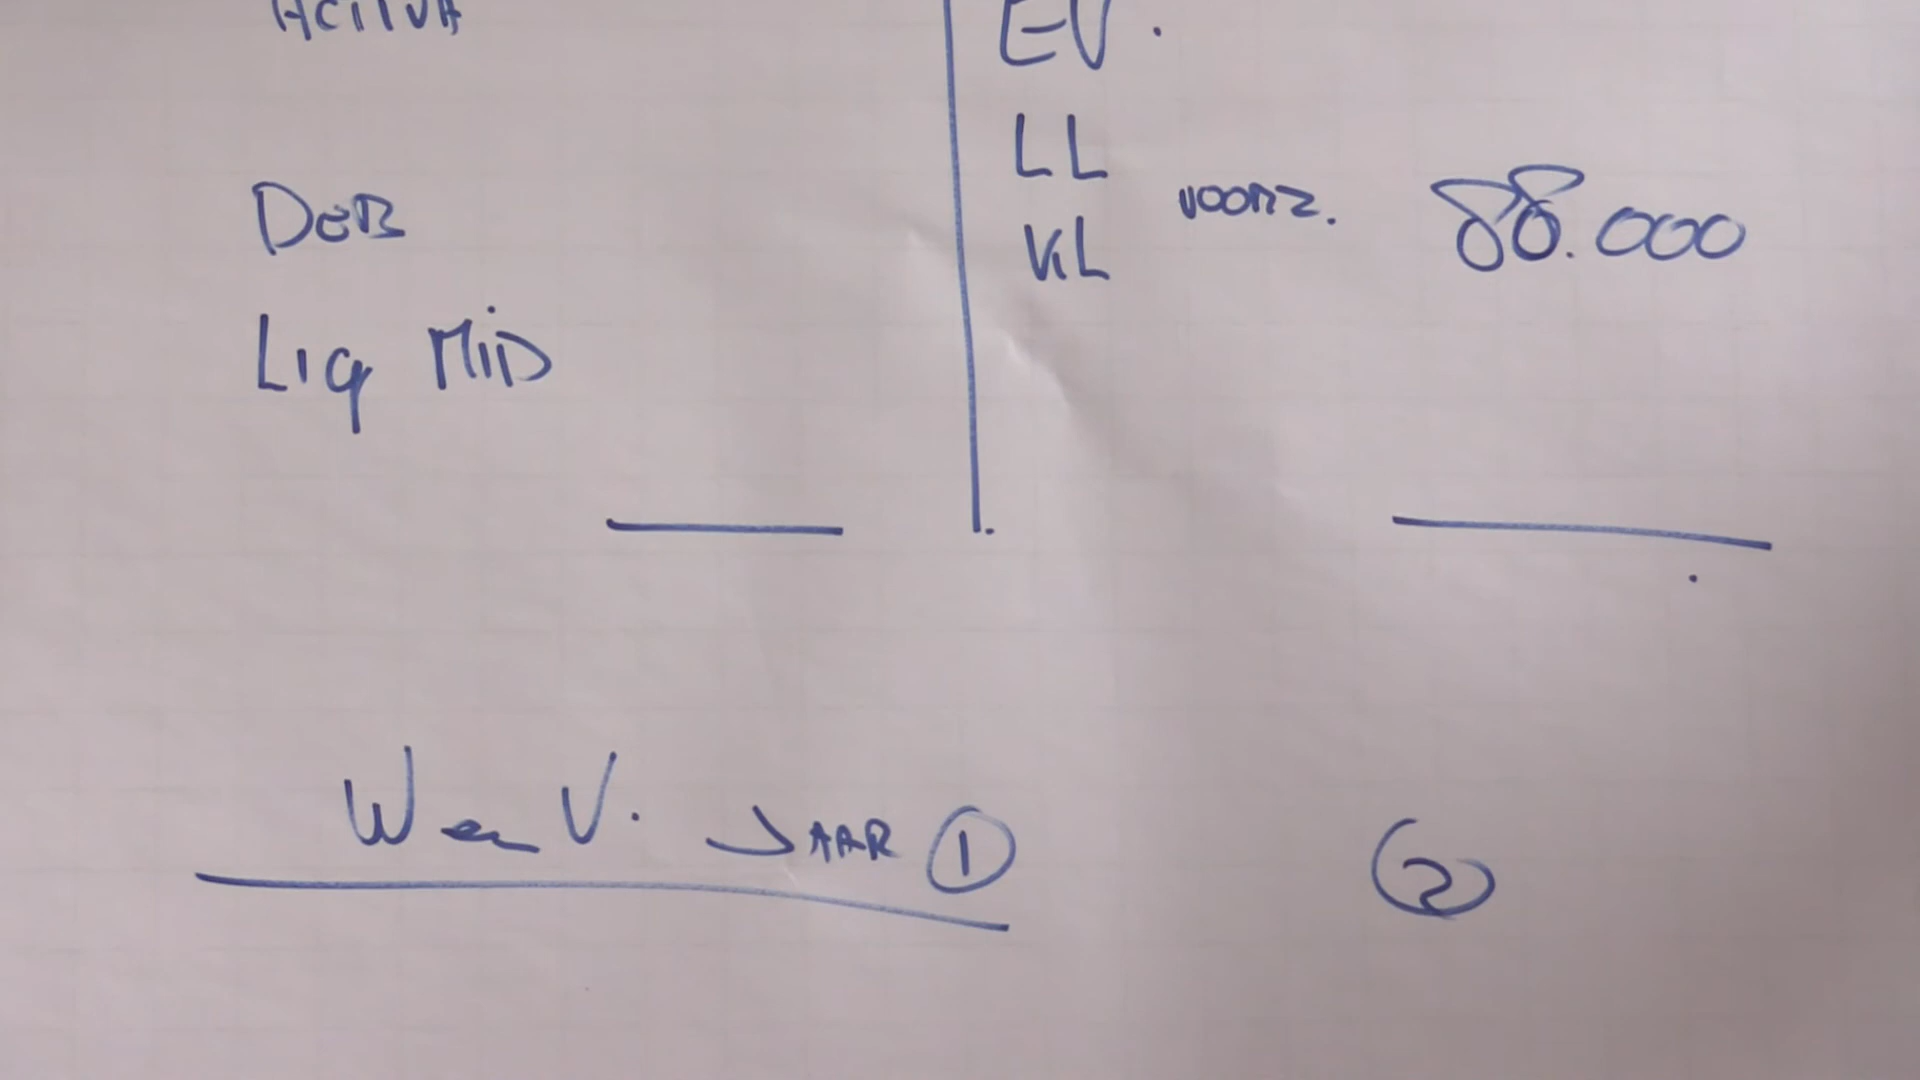 ACTIVA
EV.
LL
DEB
voorz. 88.000
KL
Liq MiD
W en V. JAAR 1
2